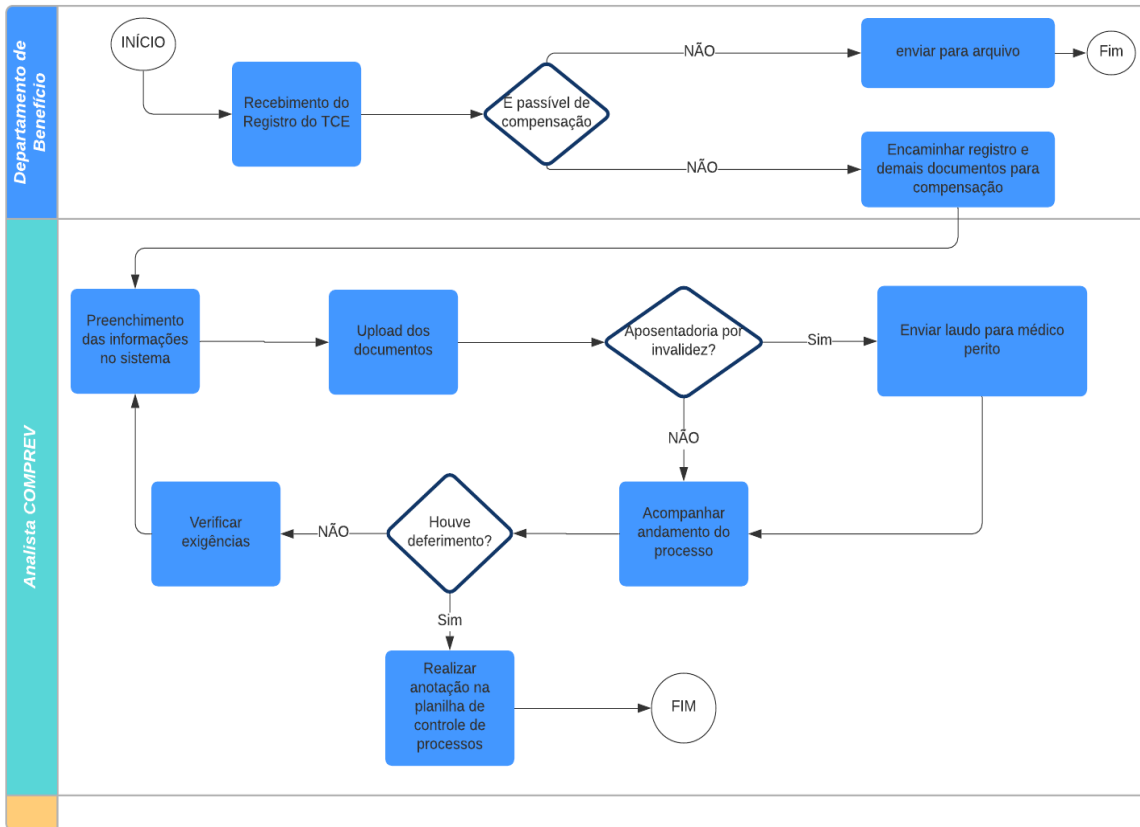 Departamento de
Benefício
INÍCIO
Recebimento do
Registro do TCE
E passível de
compensação
NÃO
enviar para arquivo
Fim
NÃO
Encaminhar registro e
demais documentos para
compensação
Analista COMPREV
Preenchimento
das informações
no sistema
Upload dos
documentos
Aposentadoria por
invalidez?
Sim
Enviar laudo para médico
perito
NÃO
Acompanhar
andamento do
processo
Houve
deferimento?
NÃO
Verificar
exigências
Sim
Realizar
anotação na
planilha de
controle de
processos
FIM